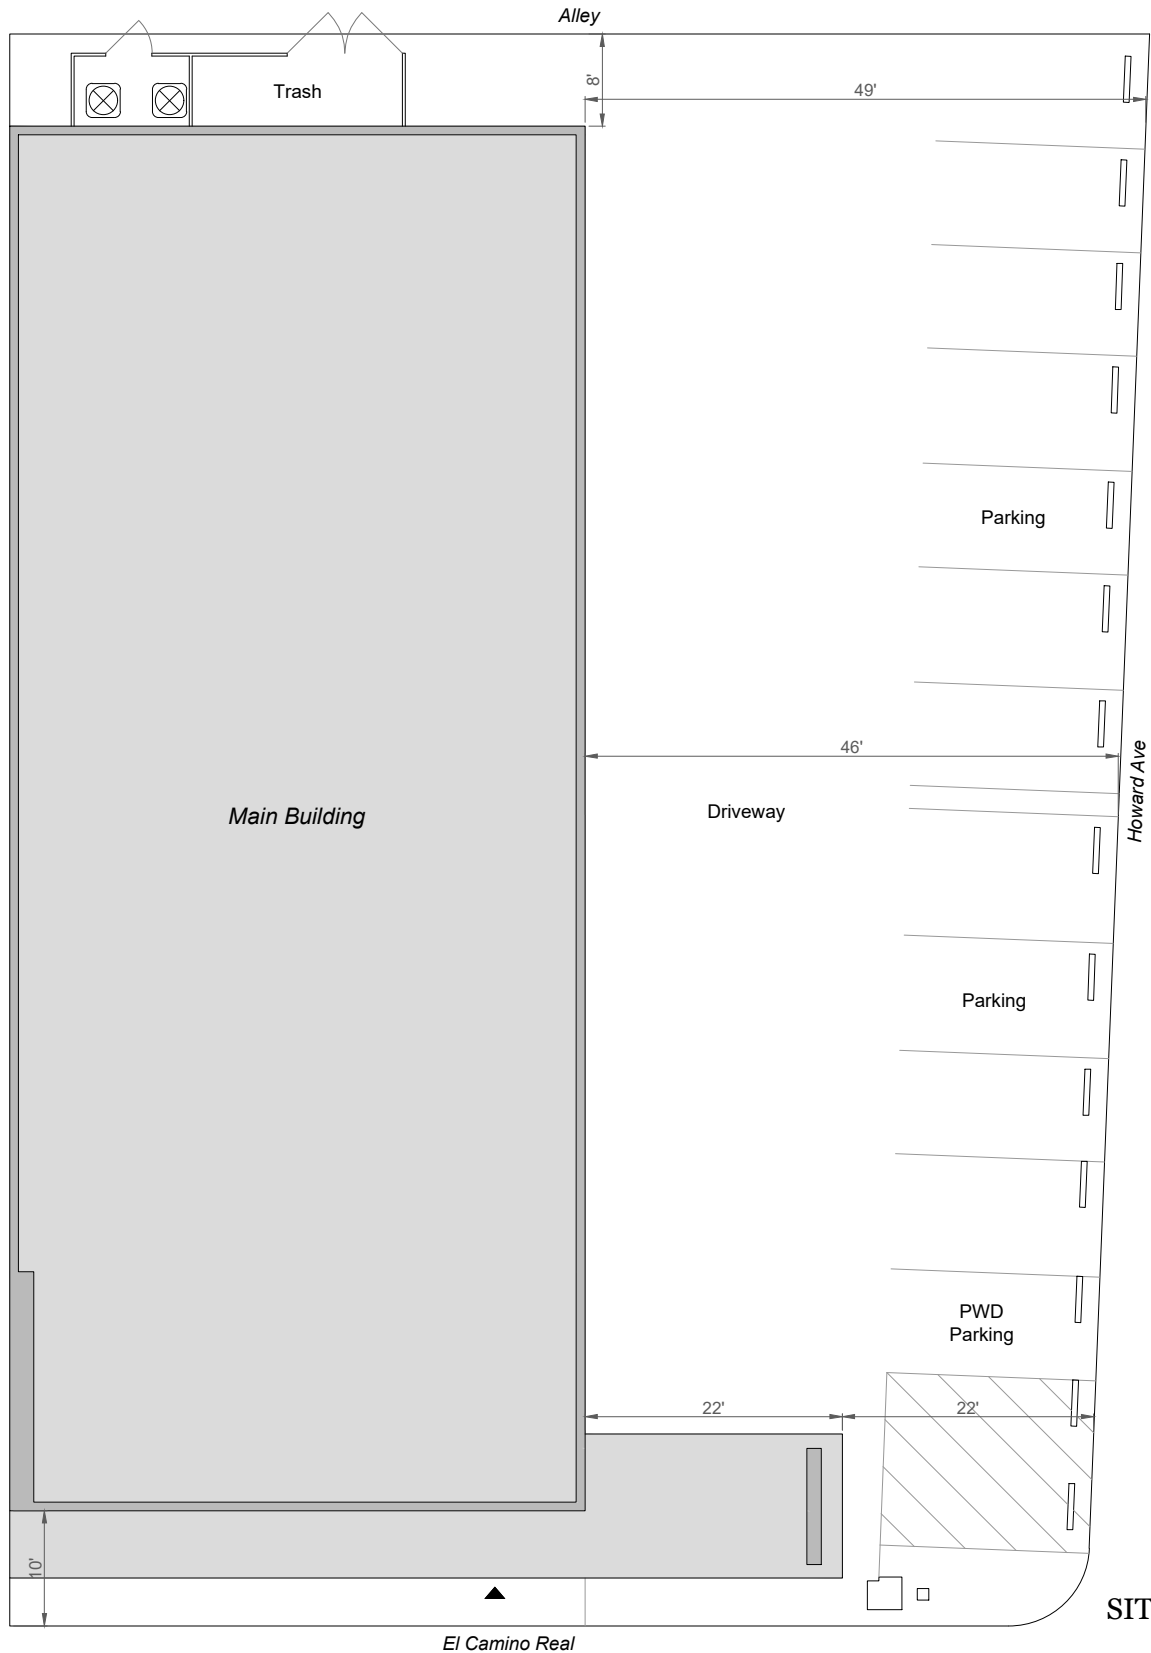 Alley
Trash
8'
49'
Parking
46'
Howard Ave
Main Building
Driveway
Parking
PWD
Parking
22'
22'
10'
SIT
El Camino Real